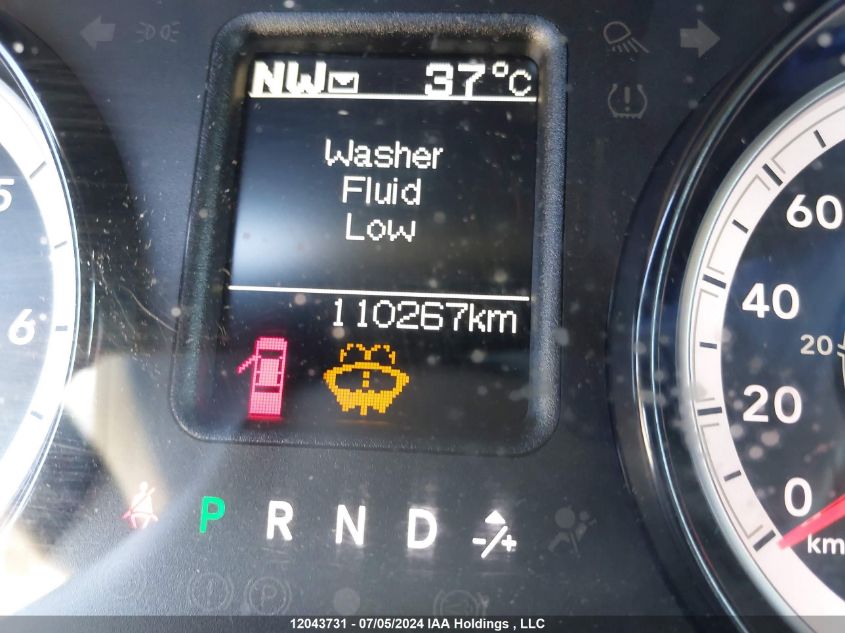 NW 37°C
Washer
Fluid
Low
110267km
5
6
60
40
20
20
0
km
P R N D -/+
12043731 - 07/05/2024 IAA Holdings , LLC